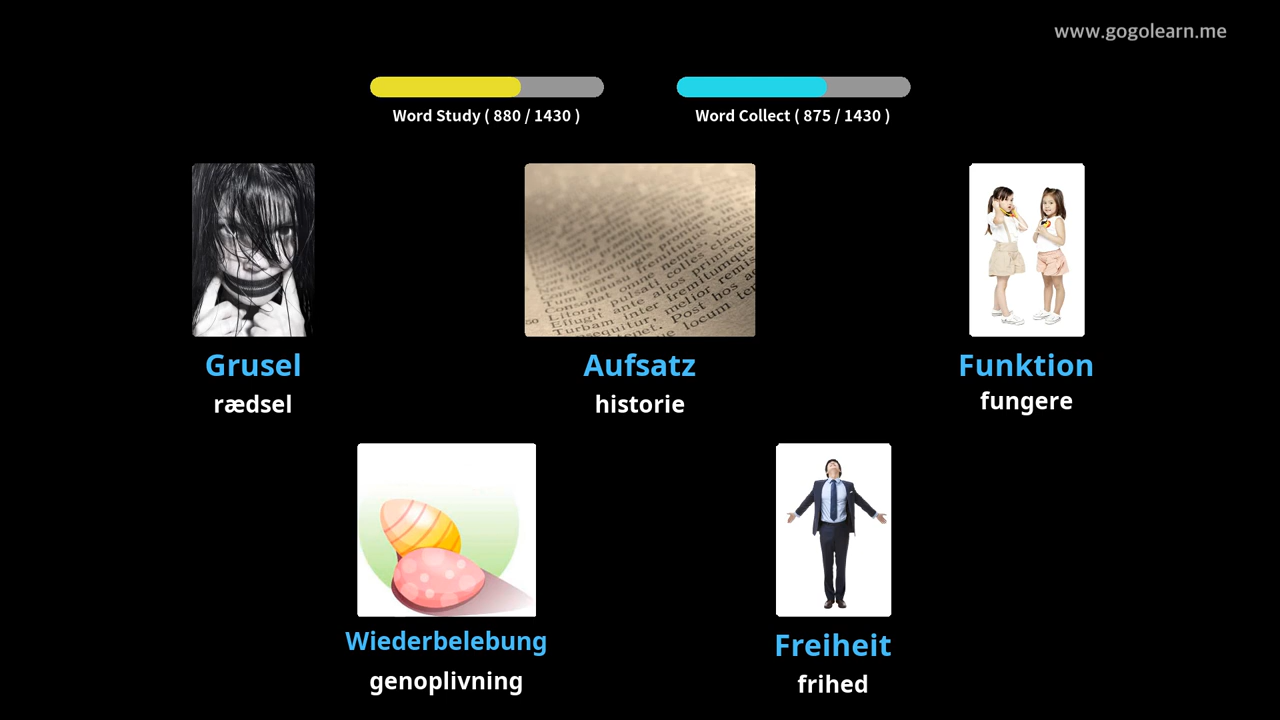 www.gogolearn.me
Word Study ( 880 / 1430 )
Word Collect ( 875 / 1430 )
Grusel
rædsel
Aufsatz
historie
Funktion
fungere
Wiederbelebung
genoplivning
Freiheit
frihed